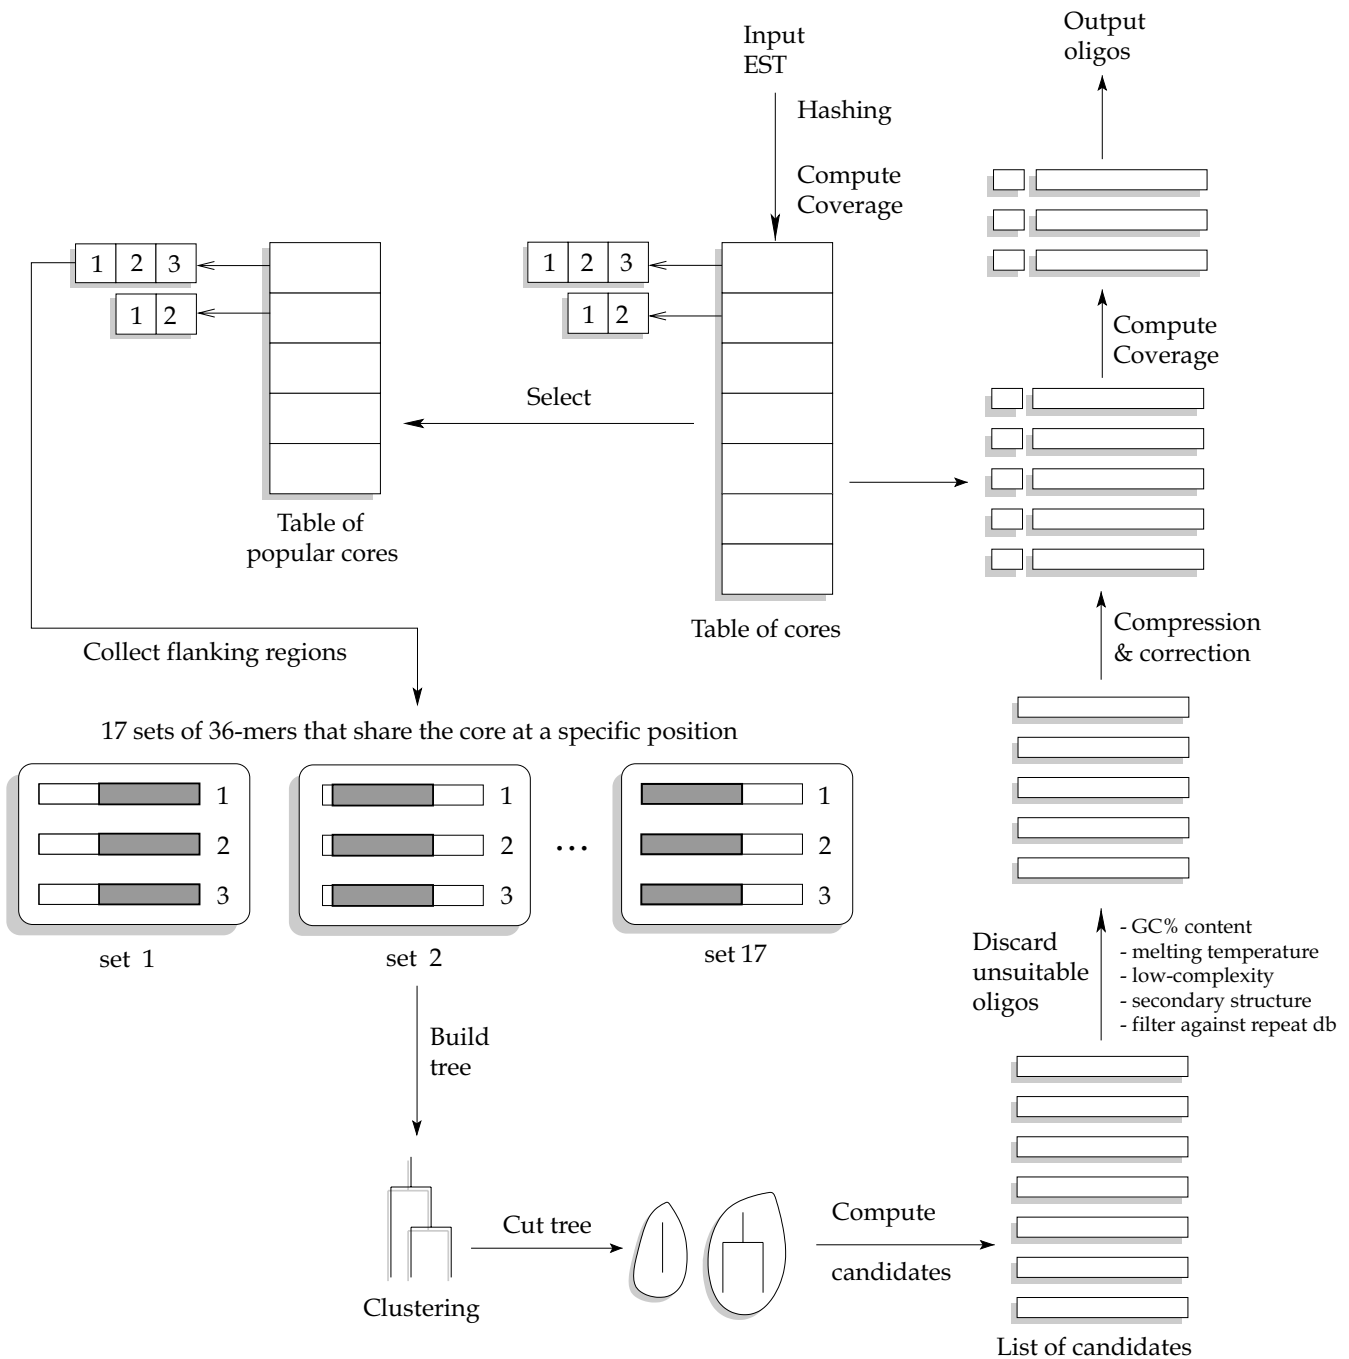 Input
EST
Output
oligos
Hashing
Compute
Coverage
1 2 3
1 2
1 2 3
1 2
Compute
Coverage
Select
Table of
popular cores
Table of cores
Compression
& correction
Collect flanking regions
17 sets of 36-mers that share the core at a specific position
1
2
3
set 1
1
2
3
set 2
...
1
2
3
set 17
Discard
unsuitable
oligos
- GC% content
- melting temperature
- low-complexity
- secondary structure
- filter against repeat db
Build
tree
Clustering
Cut tree
Compute
candidates
List of candidates